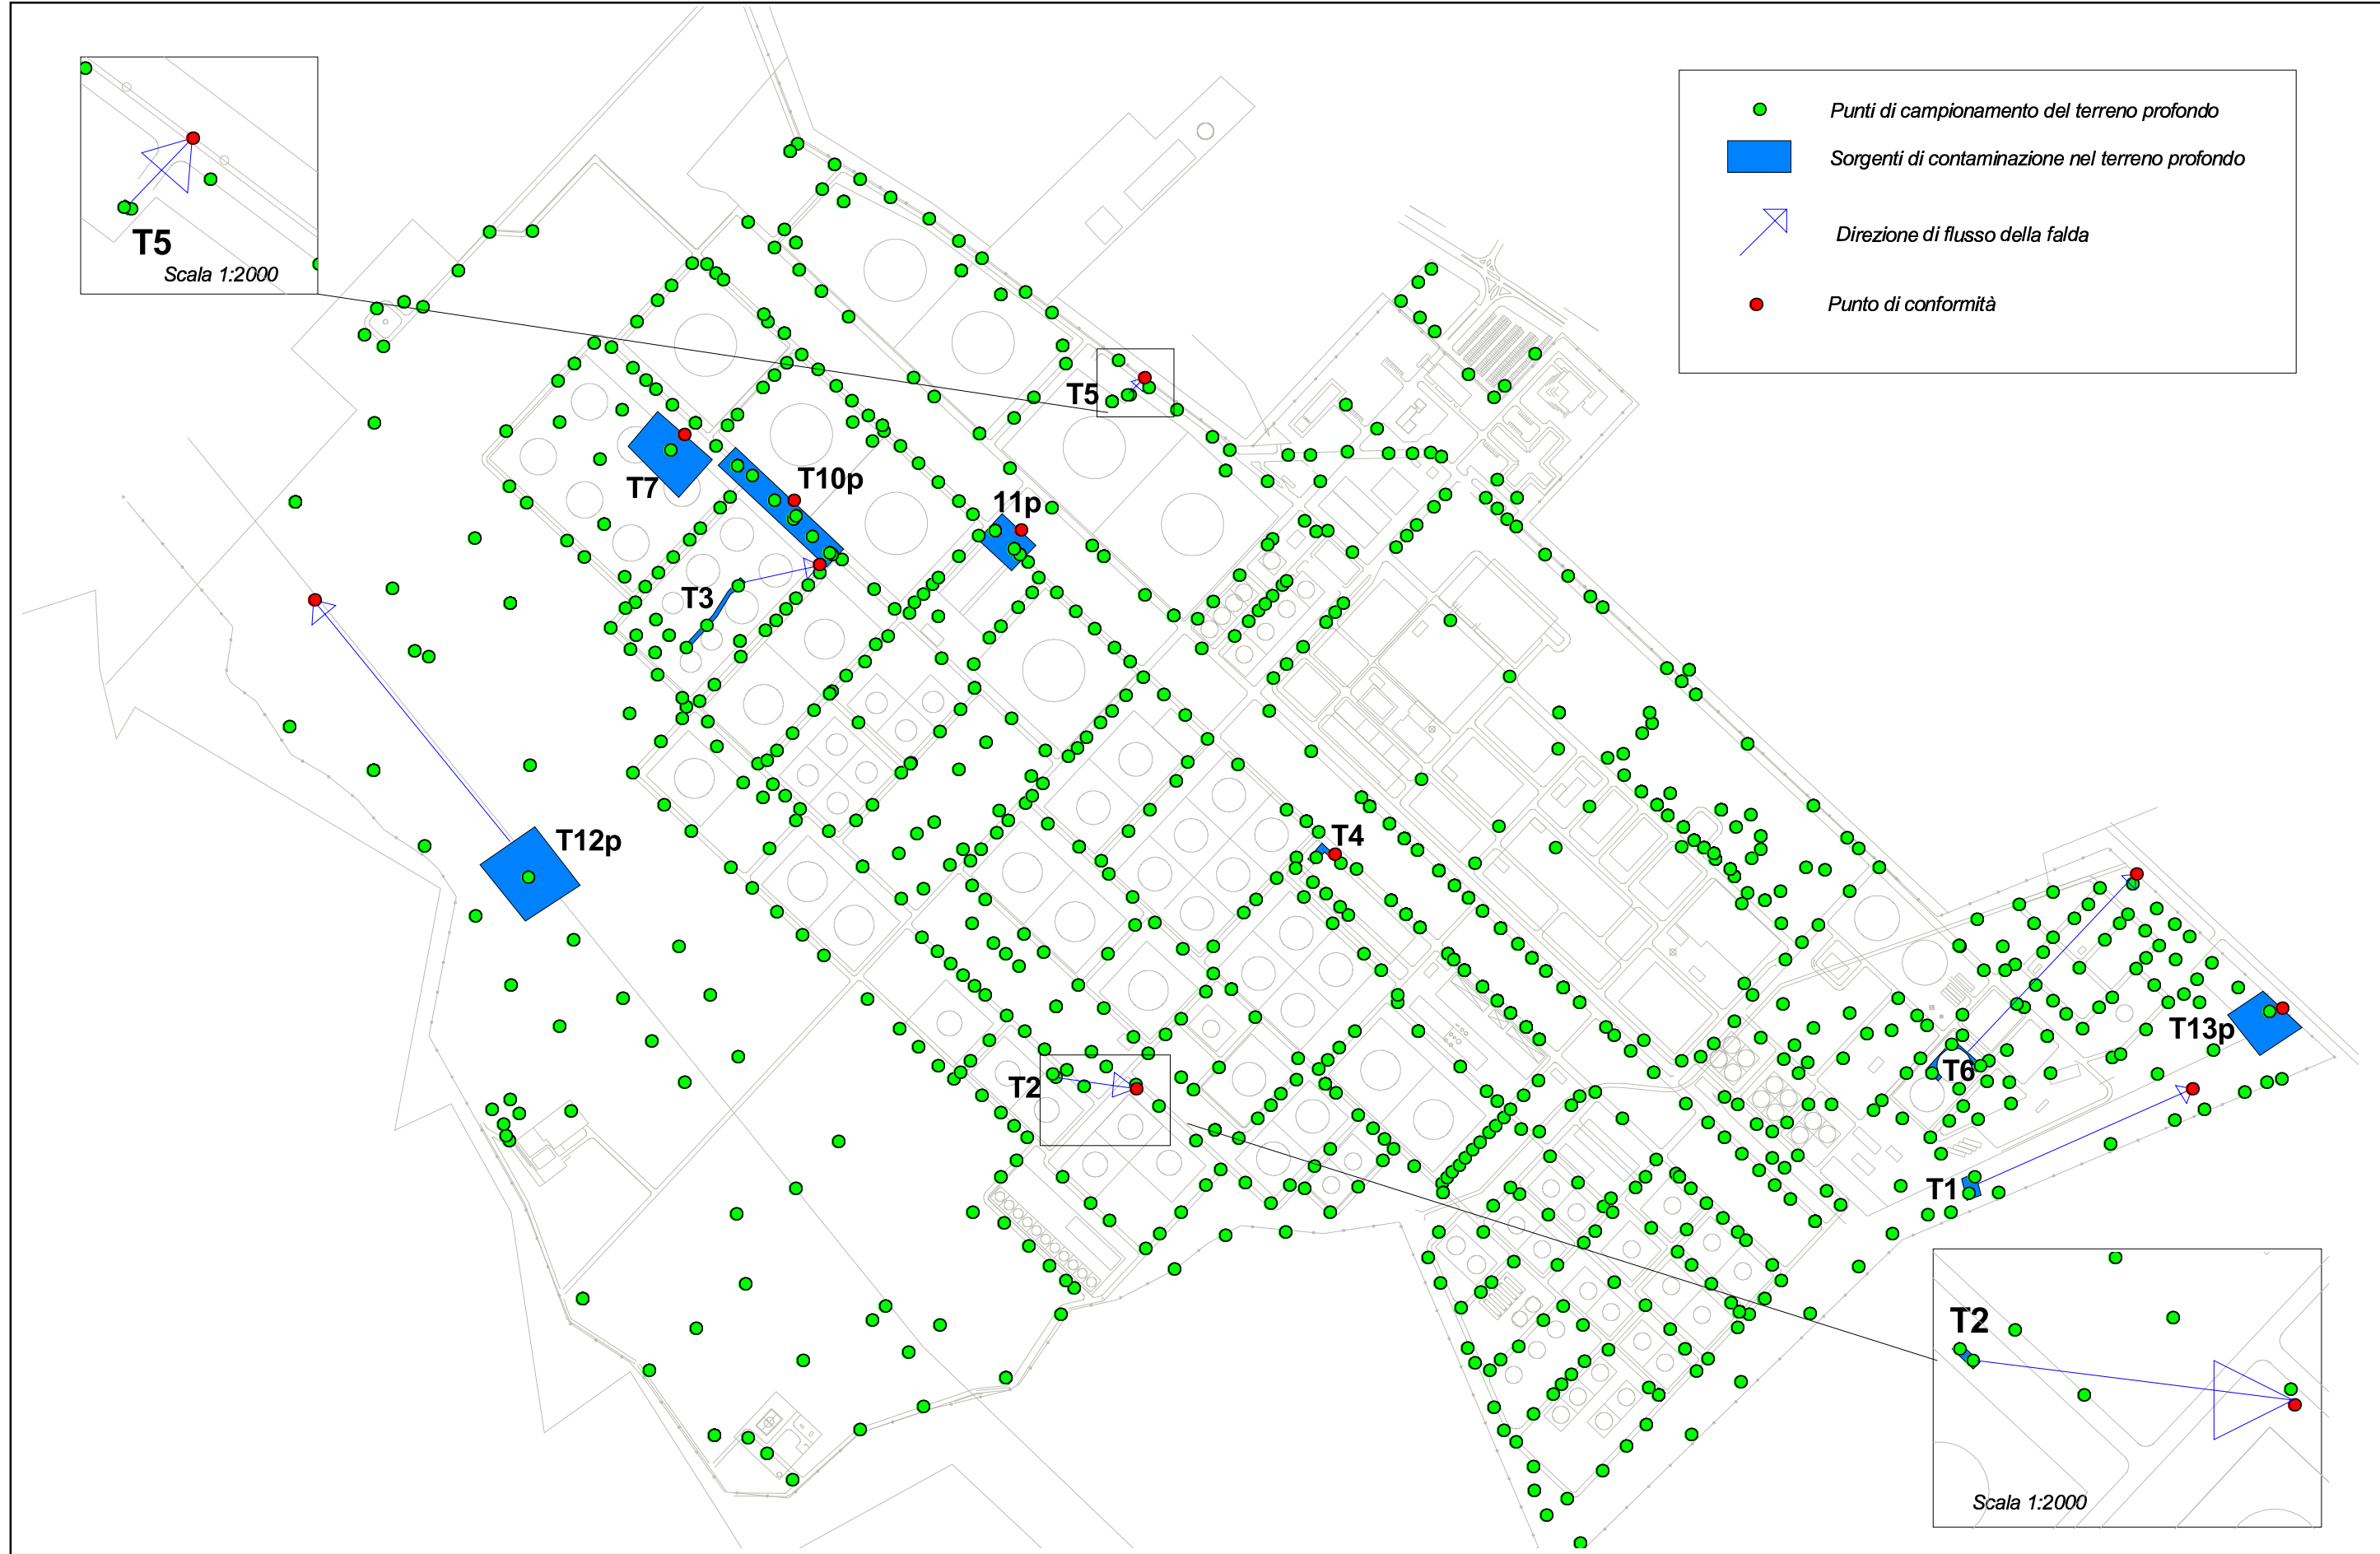 Punti di campionamento del terreno profondo
Sorgenti di contaminazione nel terreno profondo
Direzione di flusso della falda
Punto di conformità
T5
Scala 1:2000
T5
T7
T10p
11p
T3
T12p
T4
T13p
T6
T2
T1
T2
Scala 1:2000